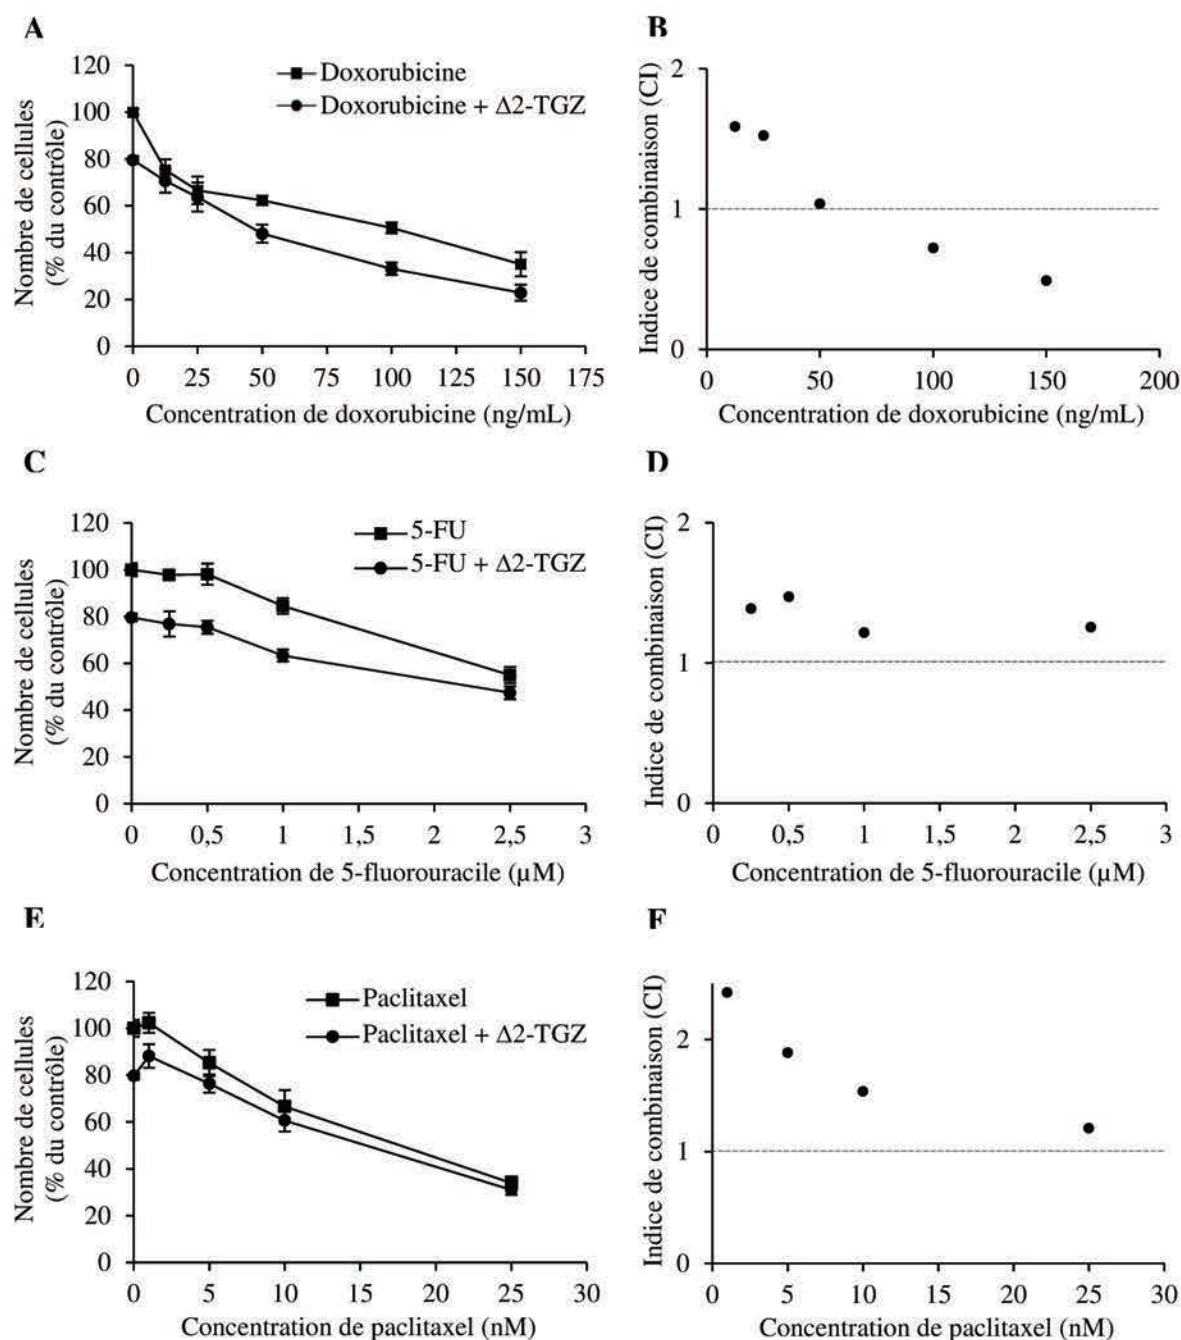 A
Nombre de cellules
(% du contrôle)
120
100
80
60
40
20
0
Doxorubicine
Doxorubicine + Δ2-TGZ
0 25 50 75 100 125 150 175
Concentration de doxorubicine (ng/mL)
B
Indice de combinaison (CI)
2
1
1
0 50 100 150 200
Concentration de doxorubicine (ng/mL)
C
Nombre de cellules
(% du contrôle)
120
100
80
60
40
20
0
5-FU
5-FU + Δ2-TGZ
0 0,5 1 1,5 2 2,5 3
Concentration de 5-fluorouracile (µM)
D
Indice de combinaison (CI)
2
1
0
0 0,5 1 1,5 2 2,5 3
Concentration de 5-fluorouracile (µM)
E
Nombre de cellules
(% du contrôle)
120
100
80
60
40
20
0
Paclitaxel
Paclitaxel + Δ2-TGZ
0 5 10 15 20 25 30
Concentration de paclitaxel (nM)
F
Indice de combinaison (CI)
2
1
0
0 5 10 15 20 25 30
Concentration de paclitaxel (nM)